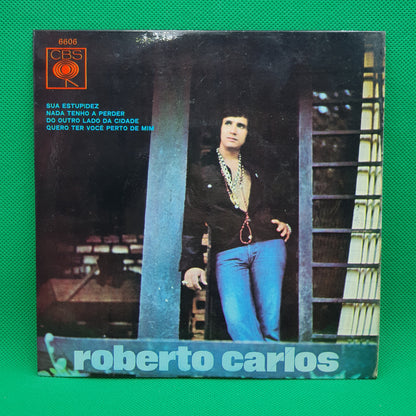 6606
CBS
SUA ESTUPIDEZ
NADA TENHO A PERDER
DO OUTRO LADO DA CIDADE
QUERO TER VOCÊ PERTO DE MIM
roberto carlos